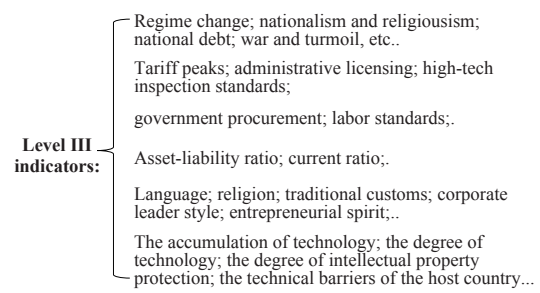 Regime change; nationalism and religiousism;
national debt; war and turmoil, etc..
Tariff peaks; administrative licensing; high-tech
inspection standards;
government procurement; labor standards;.
Level III
indicators:
Asset-liability ratio; current ratio;.
Language; religion; traditional customs; corporate
leader style; entrepreneurial spirit;..
The accumulation of technology; the degree of
technology; the degree of intellectual property
protection; the technical barriers of the host country...